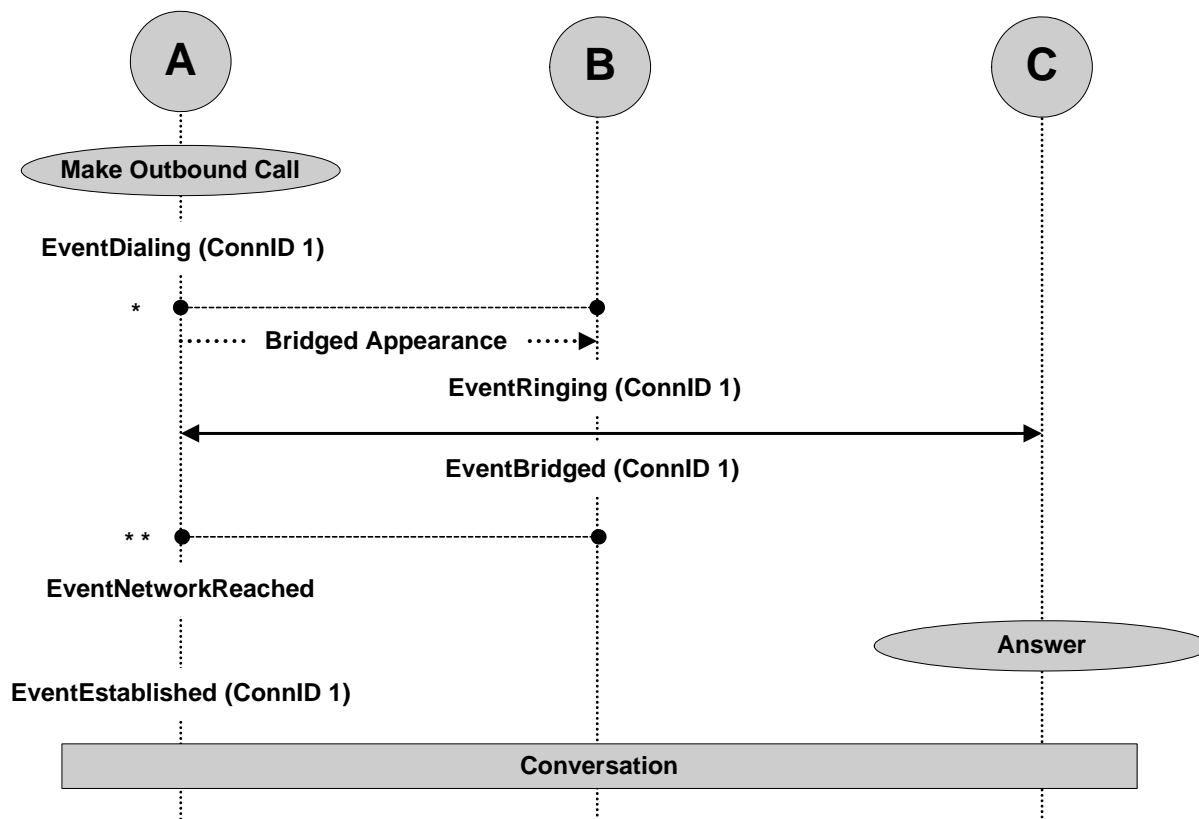 A
B
C
Make Outbound Call
EventDialing (ConnID 1)
*
Bridged Appearance
EventRinging (ConnID 1)
EventBridged (ConnID 1)
* *
EventNetworkReached
Answer
EventEstablished (ConnID 1)
Conversation